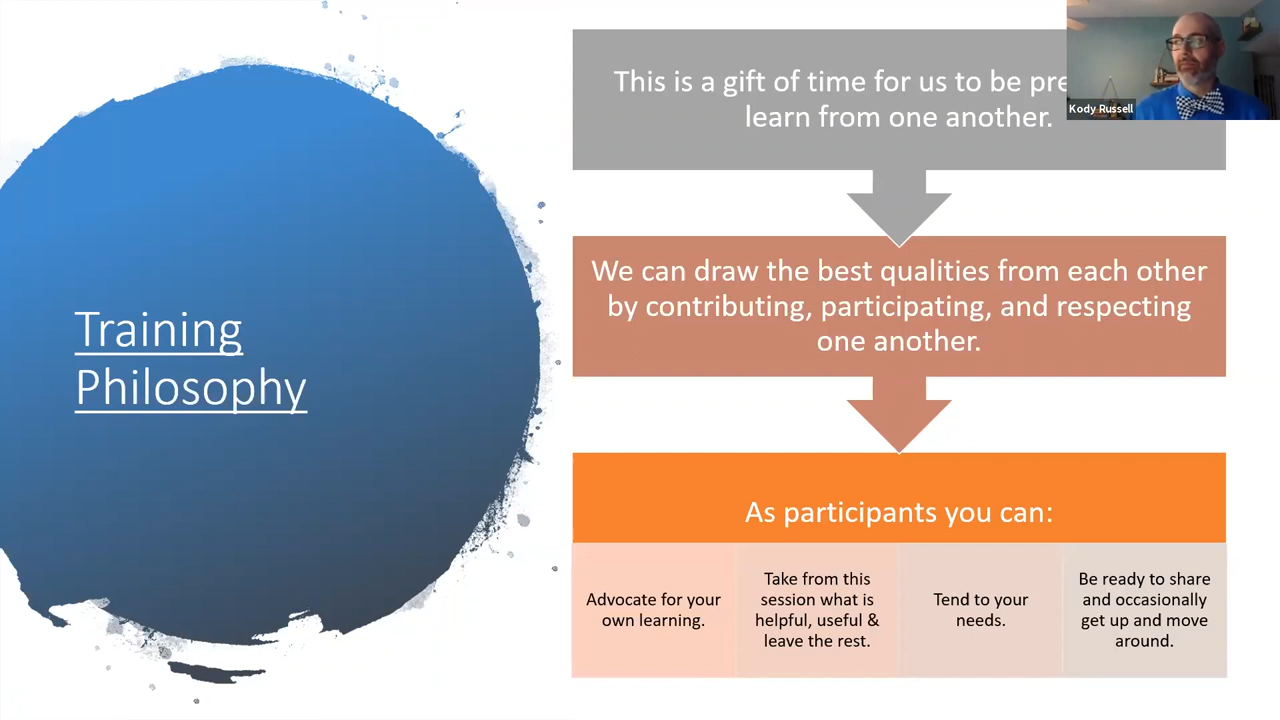 Training
Philosophy
This is a gift of time for us to be
learn from one another.
Kody Russell
We can draw the best qualities from each other
by contributing, participating, and respecting
one another.
As participants you can:
Advocate for your
own learning.
Take from this
session what is
helpful, useful &
leave the rest.
Tend to your
needs.
Be ready to share
and occasionally
get up and move
around.